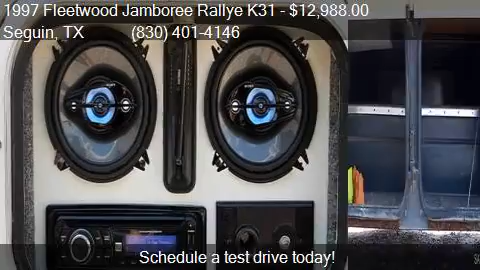 1997 Fleetwood Jamboree Rallye K31 - $12,988.00
Seguin, TX (830) 401-4146
Schedule a test drive today!